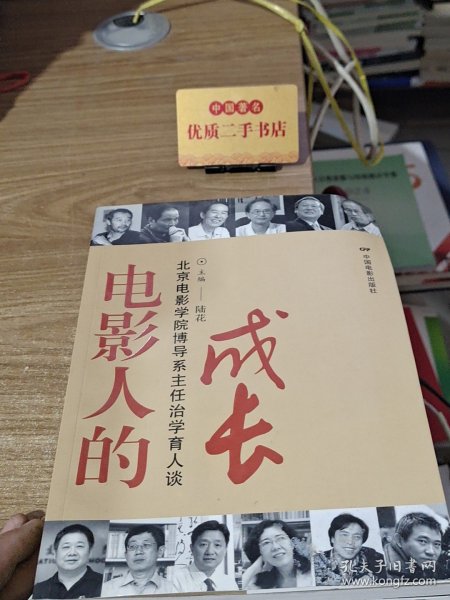 中国著名
优质二手书店
中国电影出版社
主编——陆花
北京电影学院博导系主任治学育人谈
电影人的
成长
孔夫子旧书网
www.kongfz.com